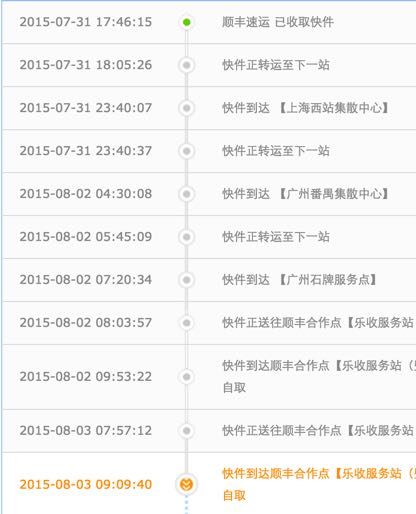 2015-07-31 17:46:15 顺丰速运 已收取快件
2015-07-31 18:05:26 快件正转运至下一站
2015-07-31 23:40:07 快件到达 【上海西站集散中心】
2015-07-31 23:40:37 快件正转运至下一站
2015-08-02 04:30:08 快件到达 【广州番禺集散中心】
2015-08-02 05:45:09 快件正转运至下一站
2015-08-02 07:20:34 快件到达 【广州石牌服务点】
2015-08-02 08:03:57 快件正送往顺丰合作点【乐收服务站
2015-08-02 09:53:22 快件到达顺丰合作点【乐收服务站（
自取
2015-08-03 07:57:12 快件正送往顺丰合作点【乐收服务站
2015-08-03 09:09:40 快件到达顺丰合作点【乐收服务站（
自取